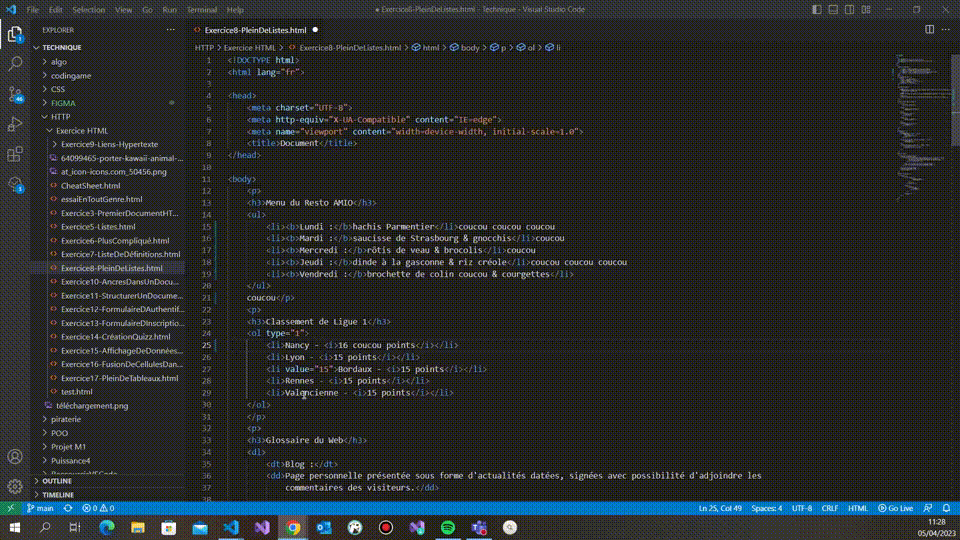 File Edit Selection View Go Run Terminal Help
● Exercice8-PleinDeListes.html - Technique - Visual Studio Code
EXPLORER
Exercice8-PleinDeListes.html
TECHNIQUE
HTTP > Exercice HTML > Exercice8-PleinDeListes.html > html > body > p > ol > li
algo
codingame
CSS
FIGMA
HTTP
Exercice HTML
Exercice9-Liens-Hypertexte
64099465-porter-kawaii-animal-...
at_icon-icons.com_50456.png
CheatSheet.html
essaiEnToutGenre.html
Exercice3-PremierDocumentHT...
Exercice5-Listes.html
Exercice6-PlusCompliqué.html
Exercice7-ListeDeDéfinitions.html
Exercice8-PleinDeListes.html
Exercice10-AncresDansUnDocu...
Exercice11-StructurerUnDocume...
Exercice12-FormulaireDAuthentif...
Exercice13-FormulaireDInscriptio...
Exercice14-CréationQuizz.html
Exercice15-AffichageDeDonnées...
Exercice16-FusionDeCellulesDan...
Exercice17-PleinDeTableaux.html
test.html
téléchargement.png
piraterie
POO
Projet M1
Puissance4
RessourceVSCode
OUTLINE
TIMELINE
46
1
1 <!DOCTYPE html>
2 <html lang="fr">
3
4 <head>
5 <meta charset="UTF-8">
6 <meta http-equiv="X-UA-Compatible" content="IE=edge">
7 <meta name="viewport" content="width=device-width, initial-scale=1.0">
8 <title>Document</title>
9 </head>
10
11 <body>
12 <p>
13 <h3>Menu du Resto AMIO</h3>
14 <ul>
15 <li><b>Lundi :</b>hachis Parmentier</li>coucou coucou coucou
16 <li><b>Mardi :</b>saucisse de Strasbourg & gnocchis</li>coucou
17 <li><b>Mercredi :</b>rôtis de veau & brocolis</li>coucou
18 <li><b>Jeudi :</b>dinde à la gasconne & riz créole</li>coucou coucou coucou
19 <li><b>Vendredi :</b>brochette de colin coucou & courgettes</li>
20 </ul>
21 coucou</p>
22 <p>
23 <h3>Classement de Ligue 1</h3>
24 <ol type="1">
25 <li>Nancy - <i>16 coucou points</i></li>
26 <li>Lyon - <i>15 points</i></li>
27 <li value="15">Bordaux - <i>15 points</i></li>
28 <li>Rennes - <i>15 points</i></li>
29 <li>Valencienne - <i>15 points</i></li>
30 </ol>
31 </p>
32 <p>
33 <h3>Glossaire du Web</h3>
34 <dl>
35 <dt>Blog :</dt>
36 <dd>Page personnelle présentée sous forme d'actualités datées, signées avec possibilité d'adjoindre les
37 commentaires des visiteurs.</dd>
38
main 0 0 Ln 25, Col 49 Spaces: 4 UTF-8 CRLF HTML Go Live
11:28
05/04/2023